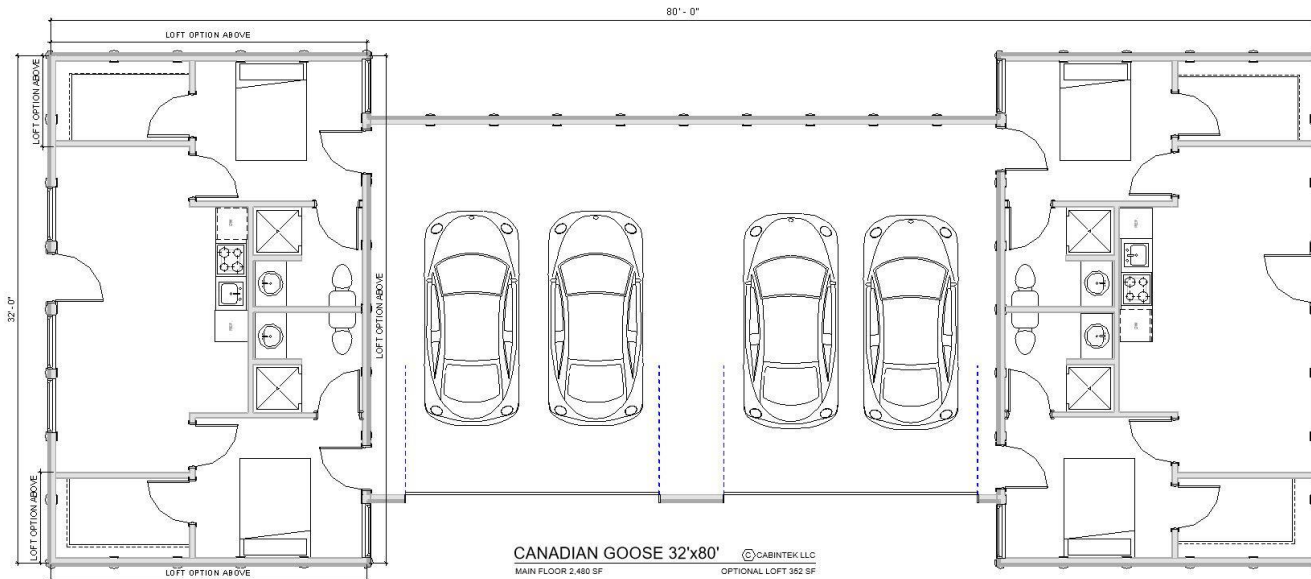 80' - 0"
LOFT OPTION ABOVE
LOFT OPTION ABOVE
32' - 0"
LOFT OPTION ABOVE
LOFT OPTION ABOVE
LOFT OPTION ABOVE
CANADIAN GOOSE 32'x80'
C CABINTEK LLC
MAIN FLOOR 2,480 SF
OPTIONAL LOFT 352 SF